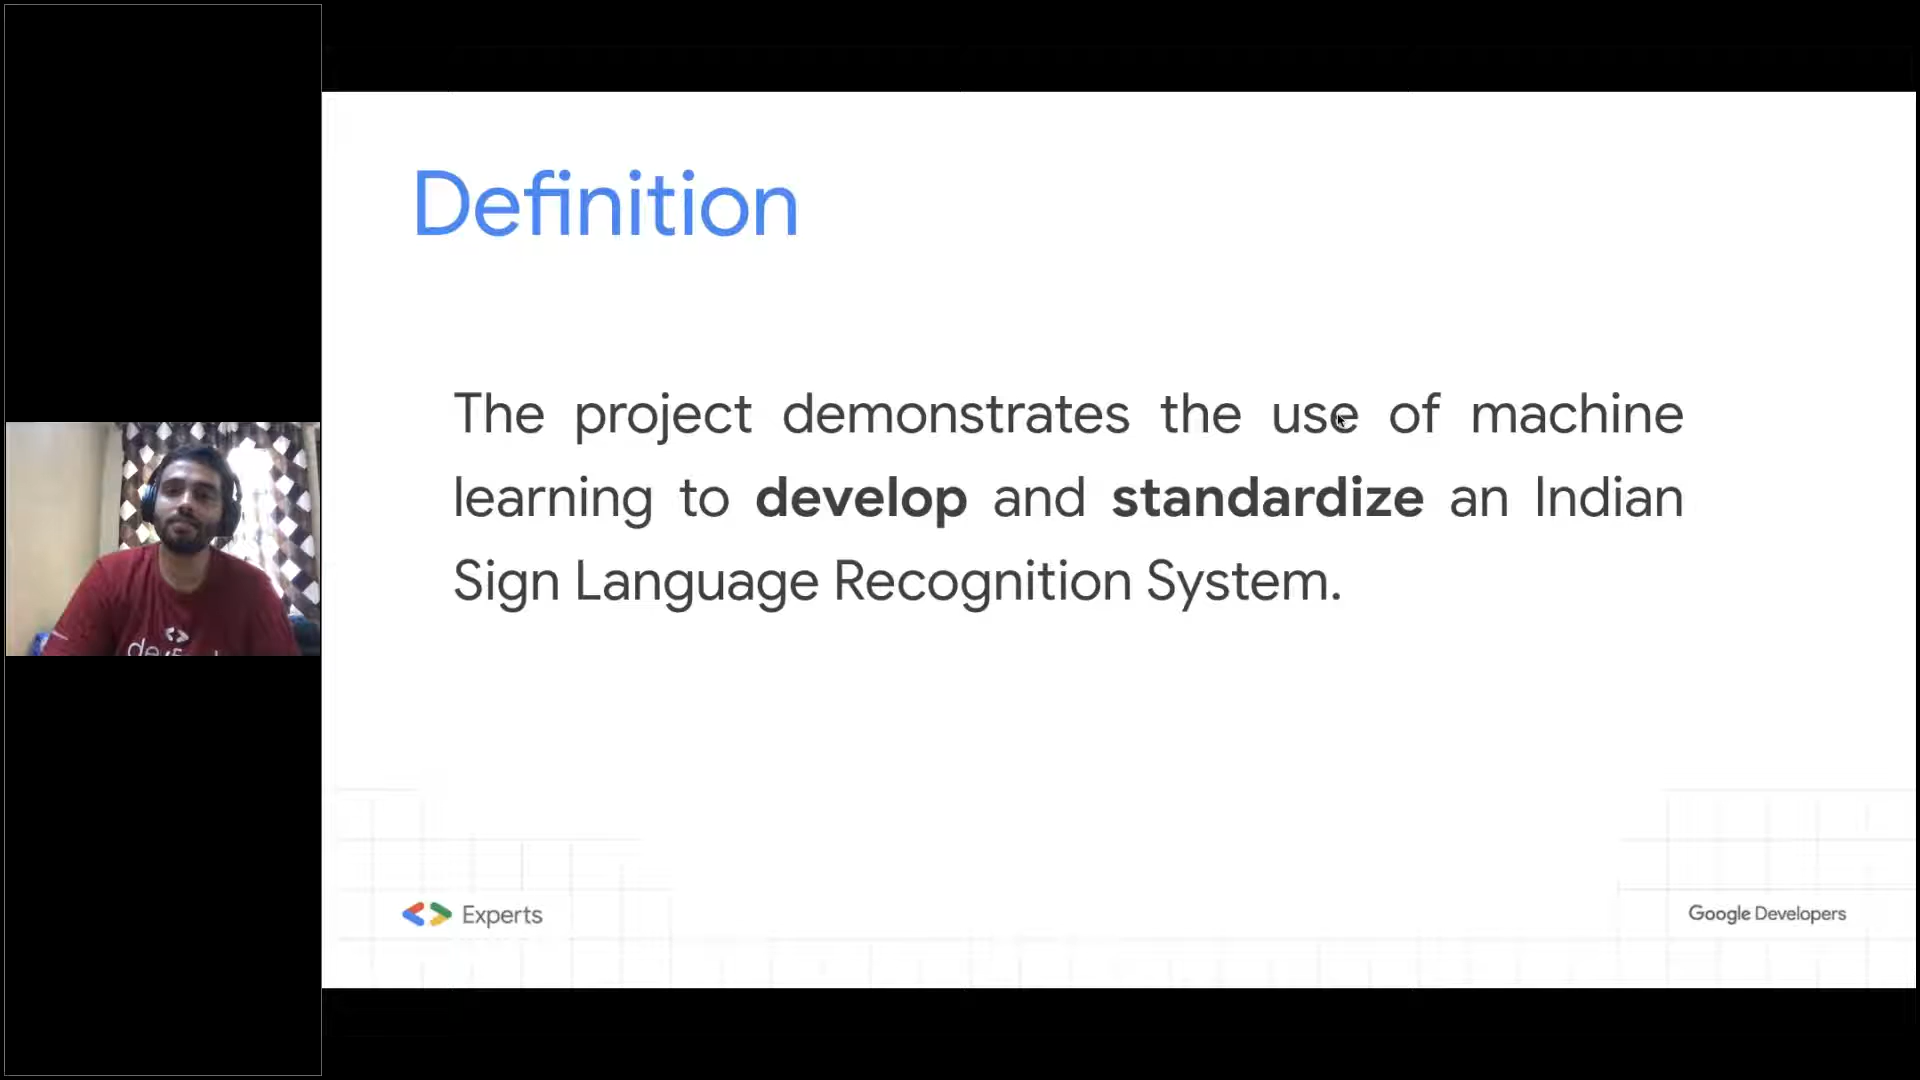 Definition
The project demonstrates the use of machine
learning to develop and standardize an Indian
Sign Language Recognition System.
Experts
Google Developers